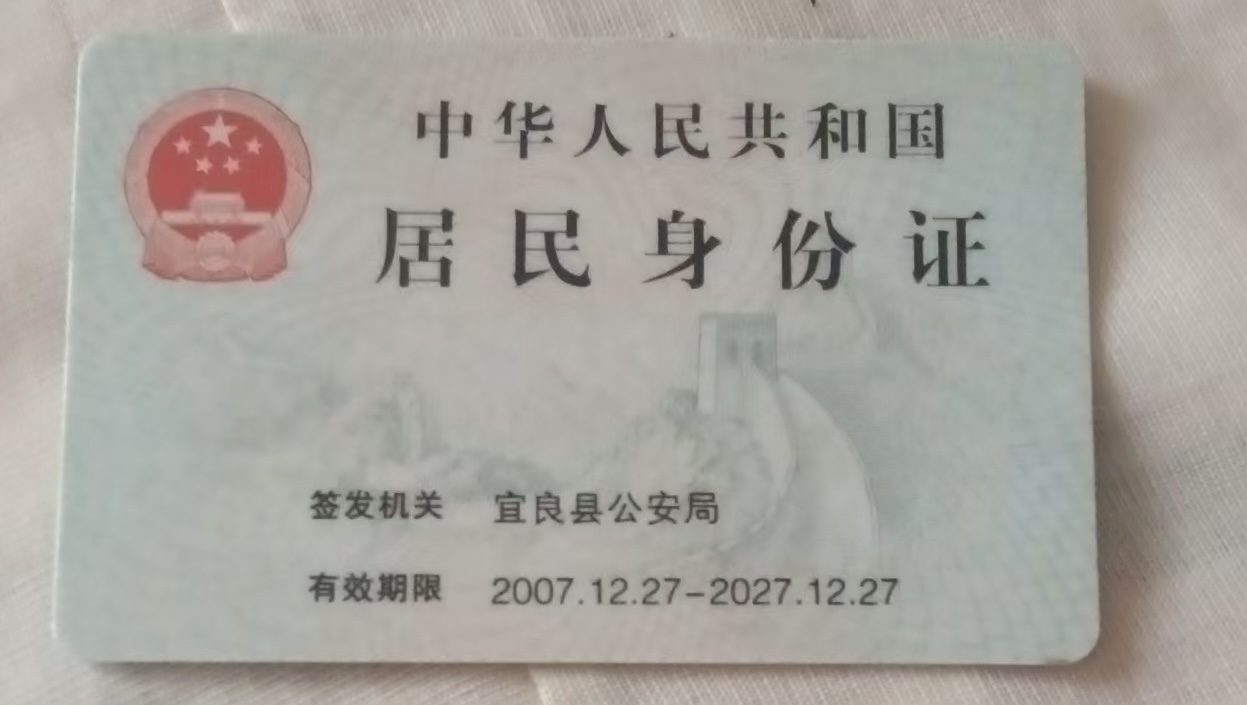 中华人民共和国
居民身份证
签发机关 宜良县公安局
有效期限 2007.12.27-2027.12.27